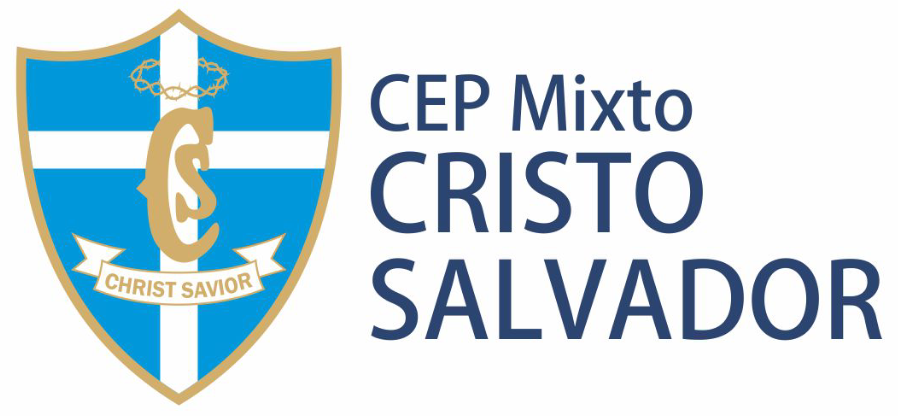 CS
CHRIST SAVIOR
CEP Mixto
CRISTO
SALVADOR